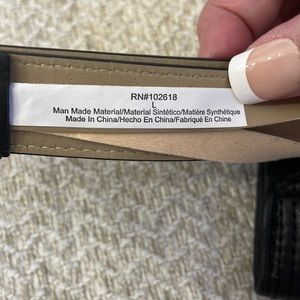 RN#102618
L
Man Made Material/Material Sintético/Matière Synthétique
Made In China/Hecho En China/Fabriqué En Chine